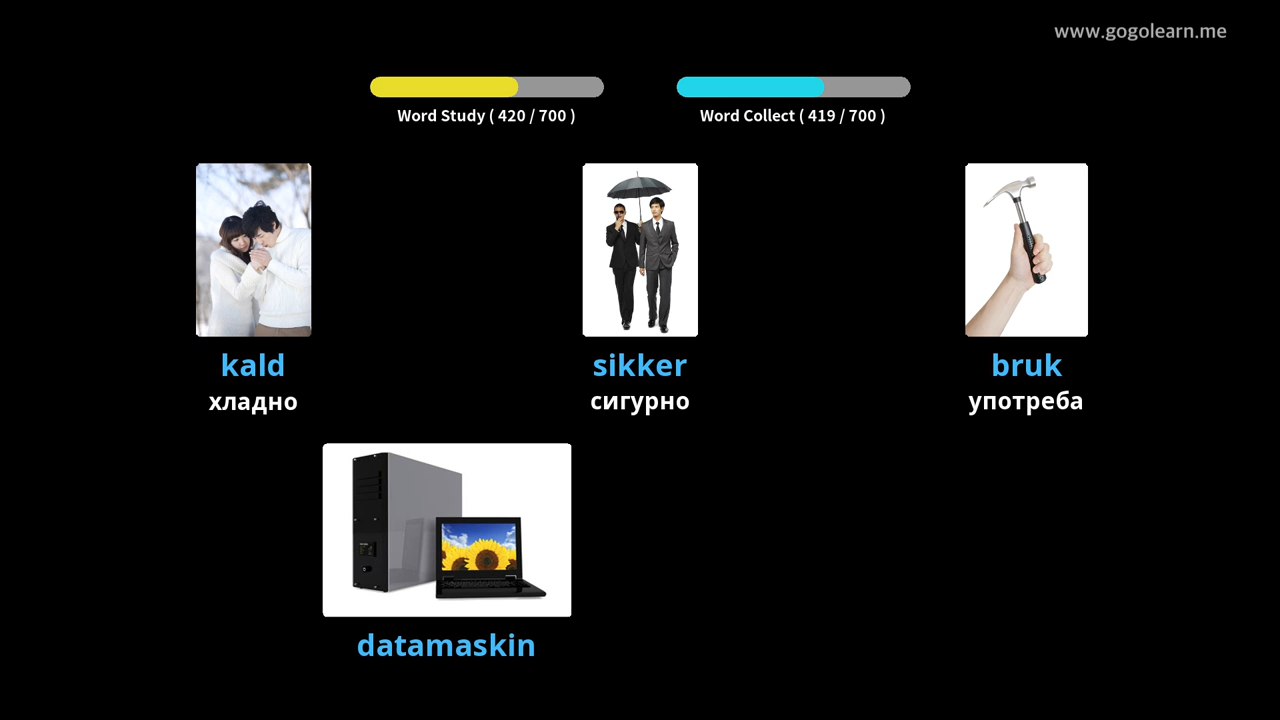 www.gogolearn.me
Word Study ( 420 / 700 )
Word Collect ( 419 / 700 )
kald
хладно
sikker
сигурно
bruk
употреба
datamaskin